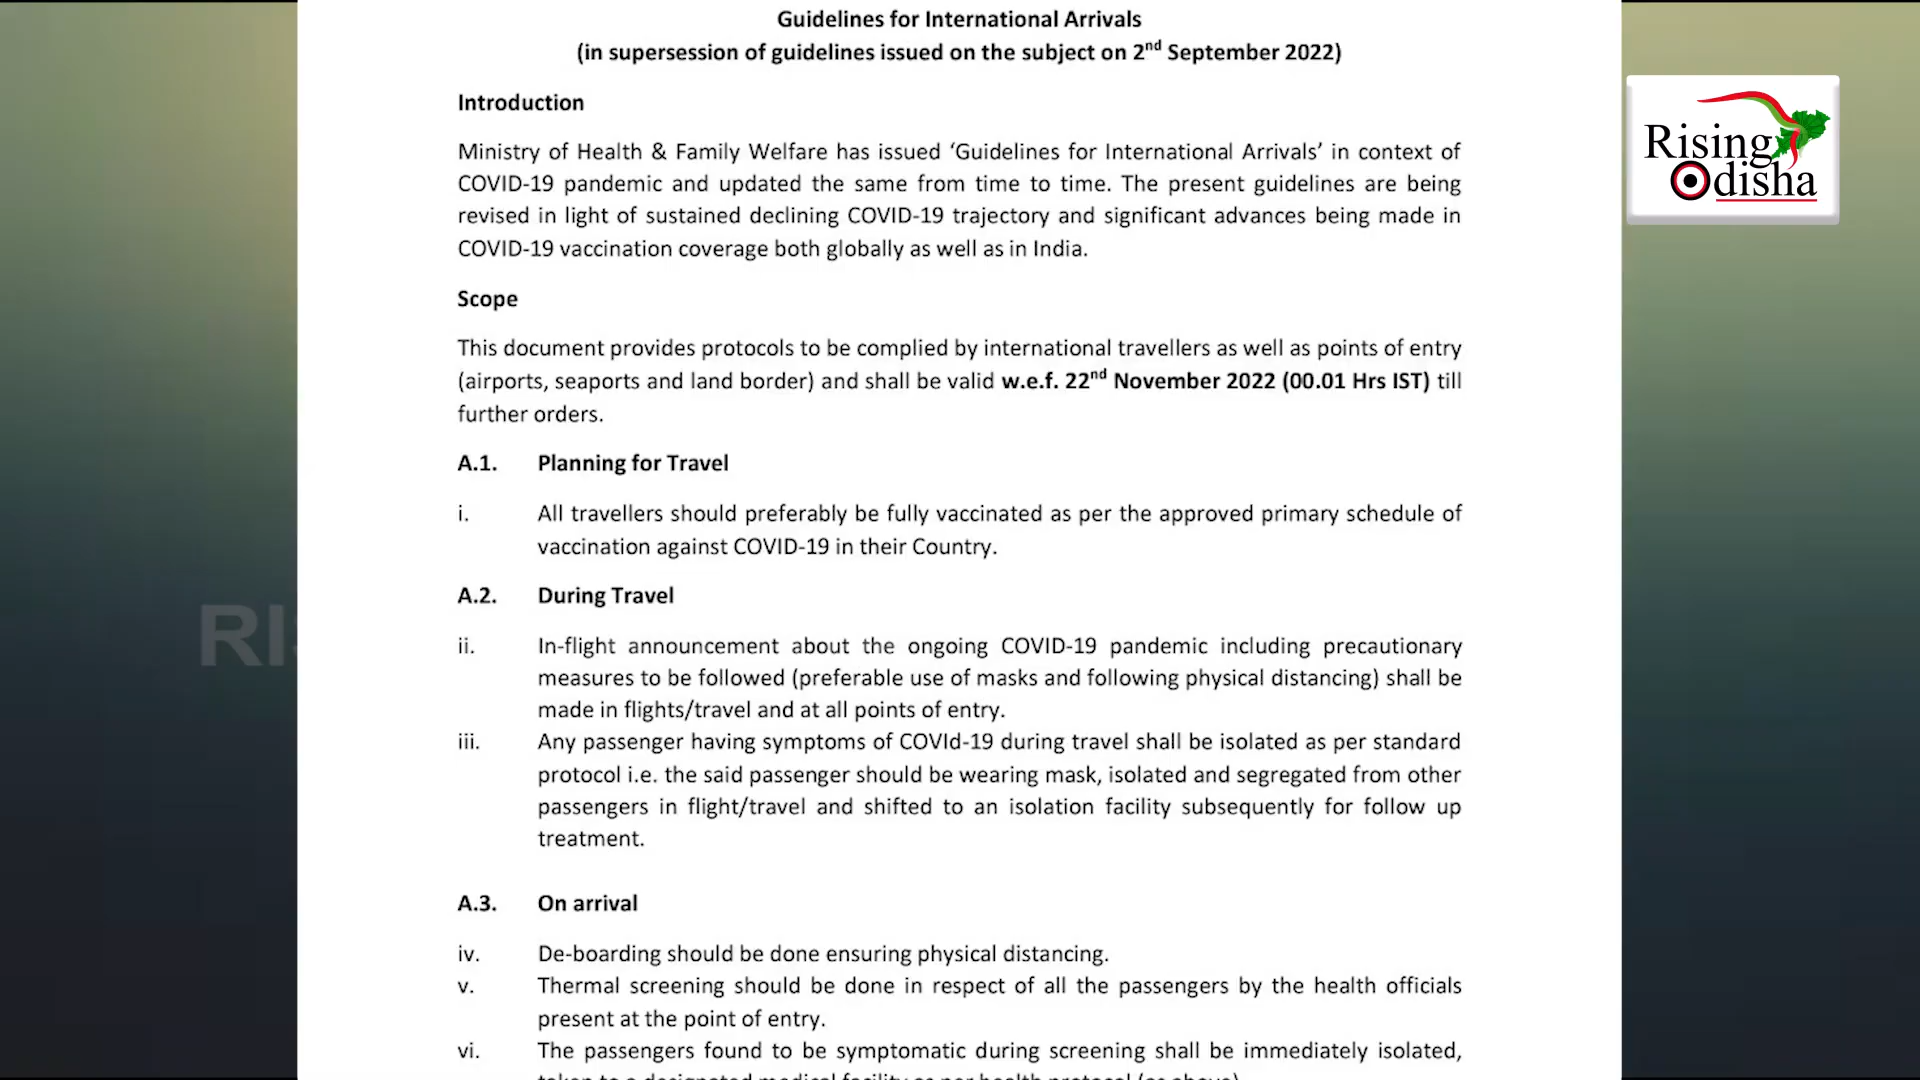 Guidelines for International Arrivals
(in supersession of guidelines issued on the subject on 2nd September 2022)
Introduction
Ministry of Health & Family Welfare has issued ‘Guidelines for International Arrivals’ in context of
COVID-19 pandemic and updated the same from time to time. The present guidelines are being
revised in light of sustained declining COVID-19 trajectory and significant advances being made in
COVID-19 vaccination coverage both globally as well as in India.
Scope
This document provides protocols to be complied by international travellers as well as points of entry
(airports, seaports and land border) and shall be valid w.e.f. 22nd November 2022 (00.01 Hrs IST) till
further orders.
A.1. Planning for Travel
i. All travellers should preferably be fully vaccinated as per the approved primary schedule of
vaccination against COVID-19 in their Country.
A.2. During Travel
ii. In-flight announcement about the ongoing COVID-19 pandemic including precautionary
measures to be followed (preferable use of masks and following physical distancing) shall be
made in flights/travel and at all points of entry.
iii. Any passenger having symptoms of COVId-19 during travel shall be isolated as per standard
protocol i.e. the said passenger should be wearing mask, isolated and segregated from other
passengers in flight/travel and shifted to an isolation facility subsequently for follow up
treatment.
A.3. On arrival
iv. De-boarding should be done ensuring physical distancing.
v. Thermal screening should be done in respect of all the passengers by the health officials
present at the point of entry.
vi. The passengers found to be symptomatic during screening shall be immediately isolated,
taken to a designated medical facility as per health protocol (as above)
Rising
Odisha
RIS